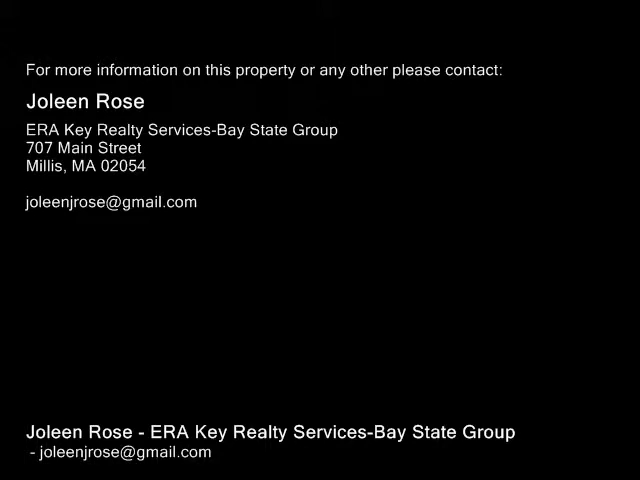 For more information on this property or any other please contact:
Joleen Rose
ERA Key Realty Services-Bay State Group
707 Main Street
Millis, MA 02054
joleenjrose@gmail.com
Joleen Rose - ERA Key Realty Services-Bay State Group
- joleenjrose@gmail.com